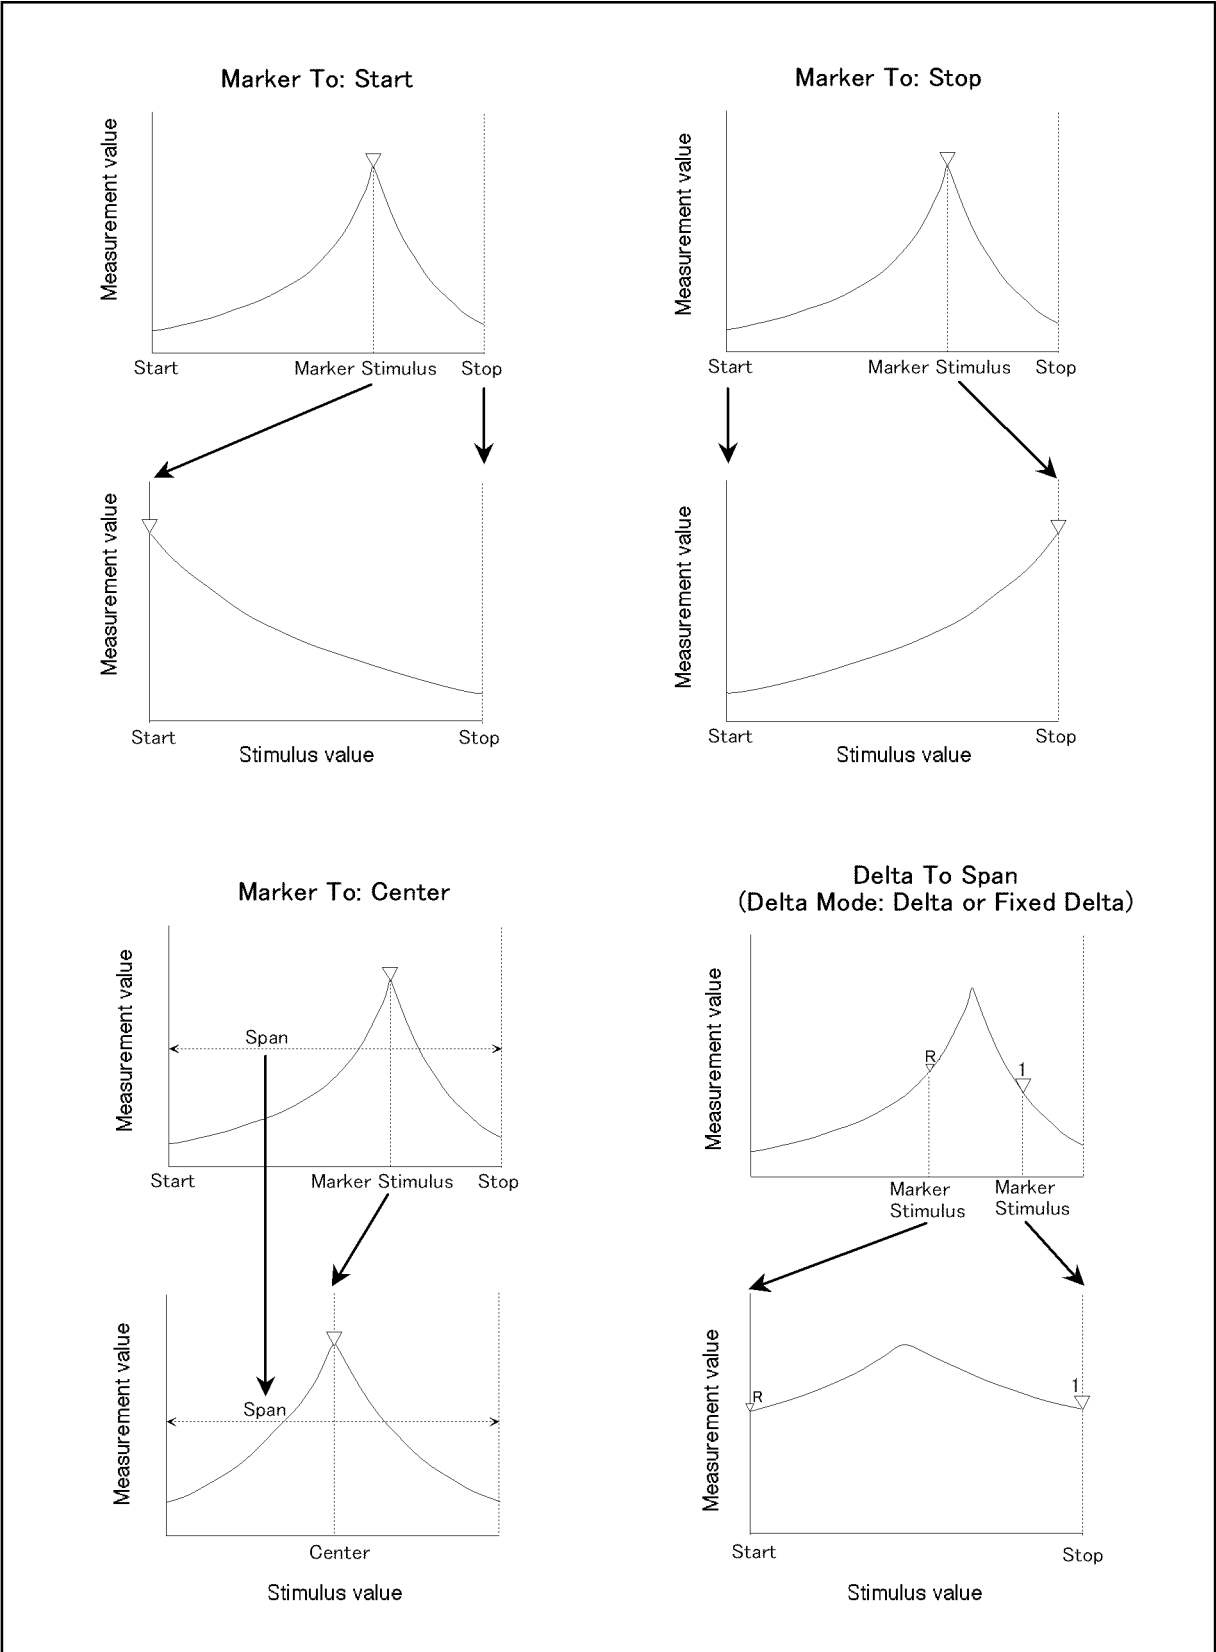 Marker To: Start
Measurement value
Start
Marker Stimulus
Stop
Measurement value
Start
Stop
Stimulus value
Marker To: Stop
Measurement value
Start
Marker Stimulus
Stop
Measurement value
Start
Stop
Stimulus value
Marker To: Center
Measurement value
Span
Start
Marker Stimulus
Stop
Measurement value
Span
Center
Stimulus value
Delta To Span
(Delta Mode: Delta or Fixed Delta)
Measurement value
R
1
Marker
Stimulus
Marker
Stimulus
Measurement value
R
1
Start
Stop
Stimulus value